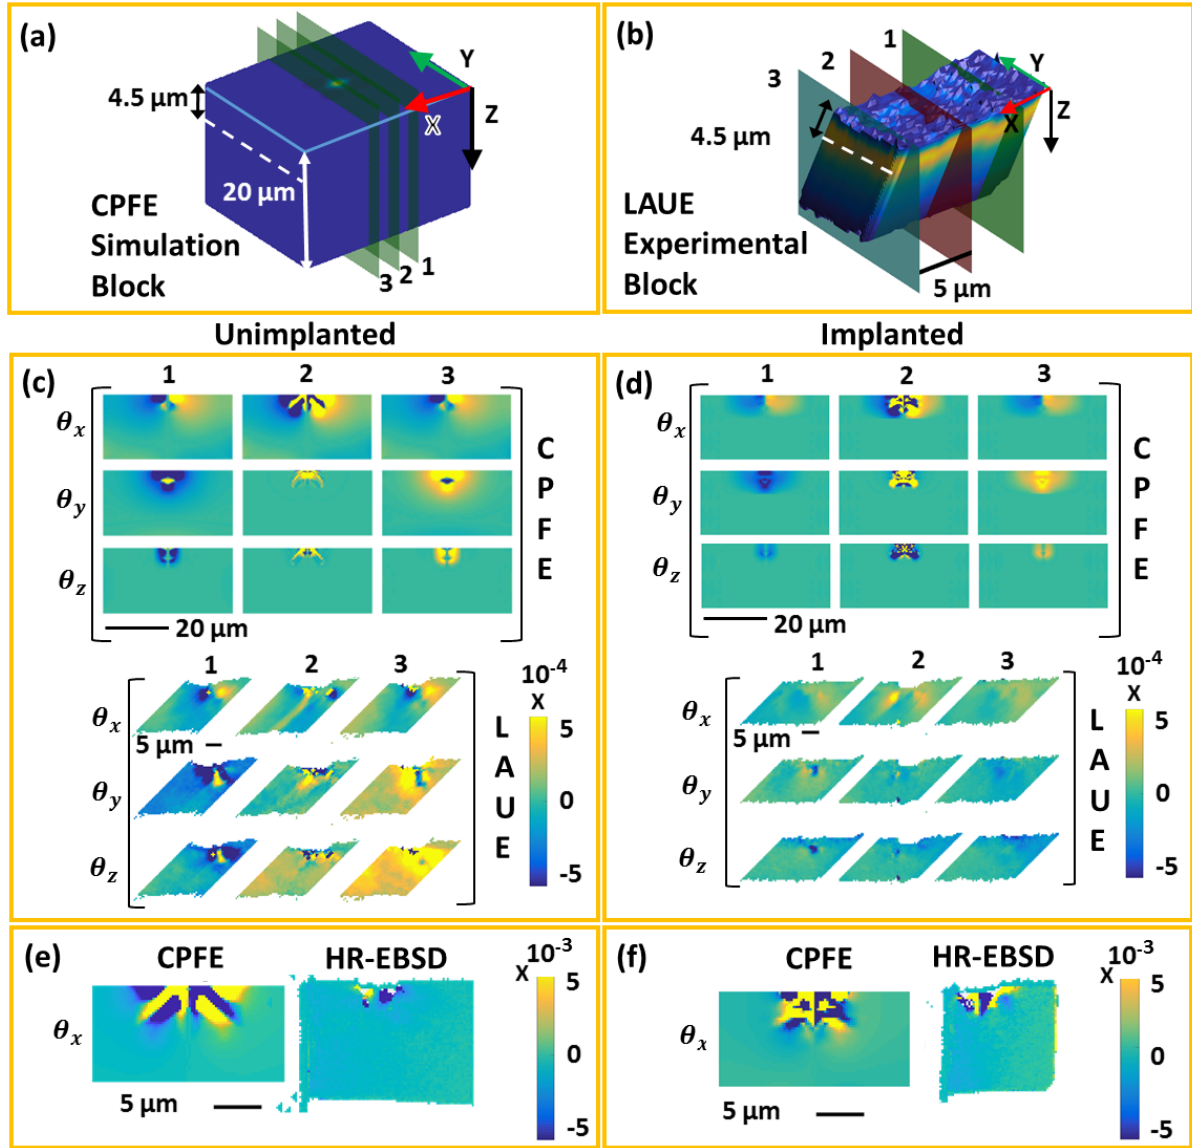 (a)
Y
4.5 μm
X
Z
20 μm
CPFE
Simulation
Block
3 2 1
(b)
1
2
3
Y
4.5 μm
X
Z
LAUE
Experimental
Block
5 μm
Unimplanted
Implanted
(c)
1 2 3
θx
θy
θz
C
P
F
E
20 μm
1 2 3
θx
5 μm
θy
θz
L
A
U
E
10-4
X
5
0
-5
(d)
1 2 3
θx
θy
θz
C
P
F
E
20 μm
1 2 3
θx
5 μm
θy
θz
L
A
U
E
10-4
X
5
0
-5
(e)
CPFE HR-EBSD
θx
5 μm
10-3
X
5
0
-5
(f)
CPFE HR-EBSD
θx
5 μm
10-3
X
5
0
-5